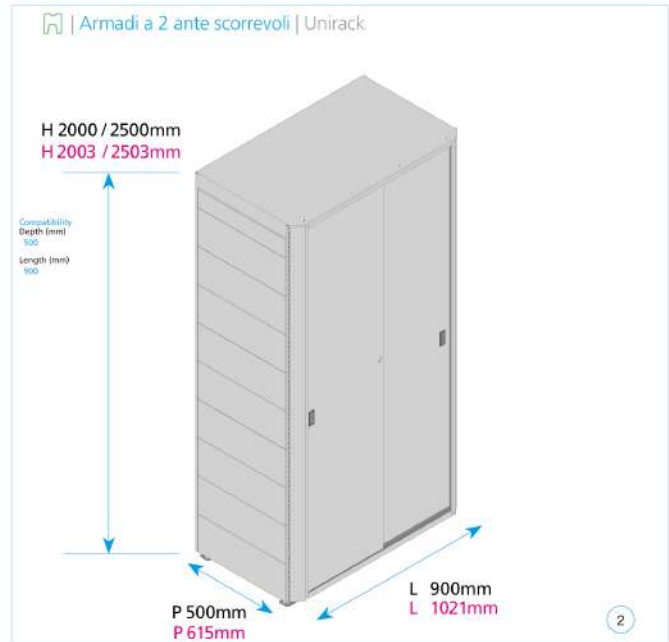 | Armadi a 2 ante scorrevoli | Unirack
H 2000 / 2500mm
H 2003 / 2503mm
Compatibility
Depth (mm)
500
Length (mm)
900
L 900mm
L 1021mm
P 500mm
P 615mm
2